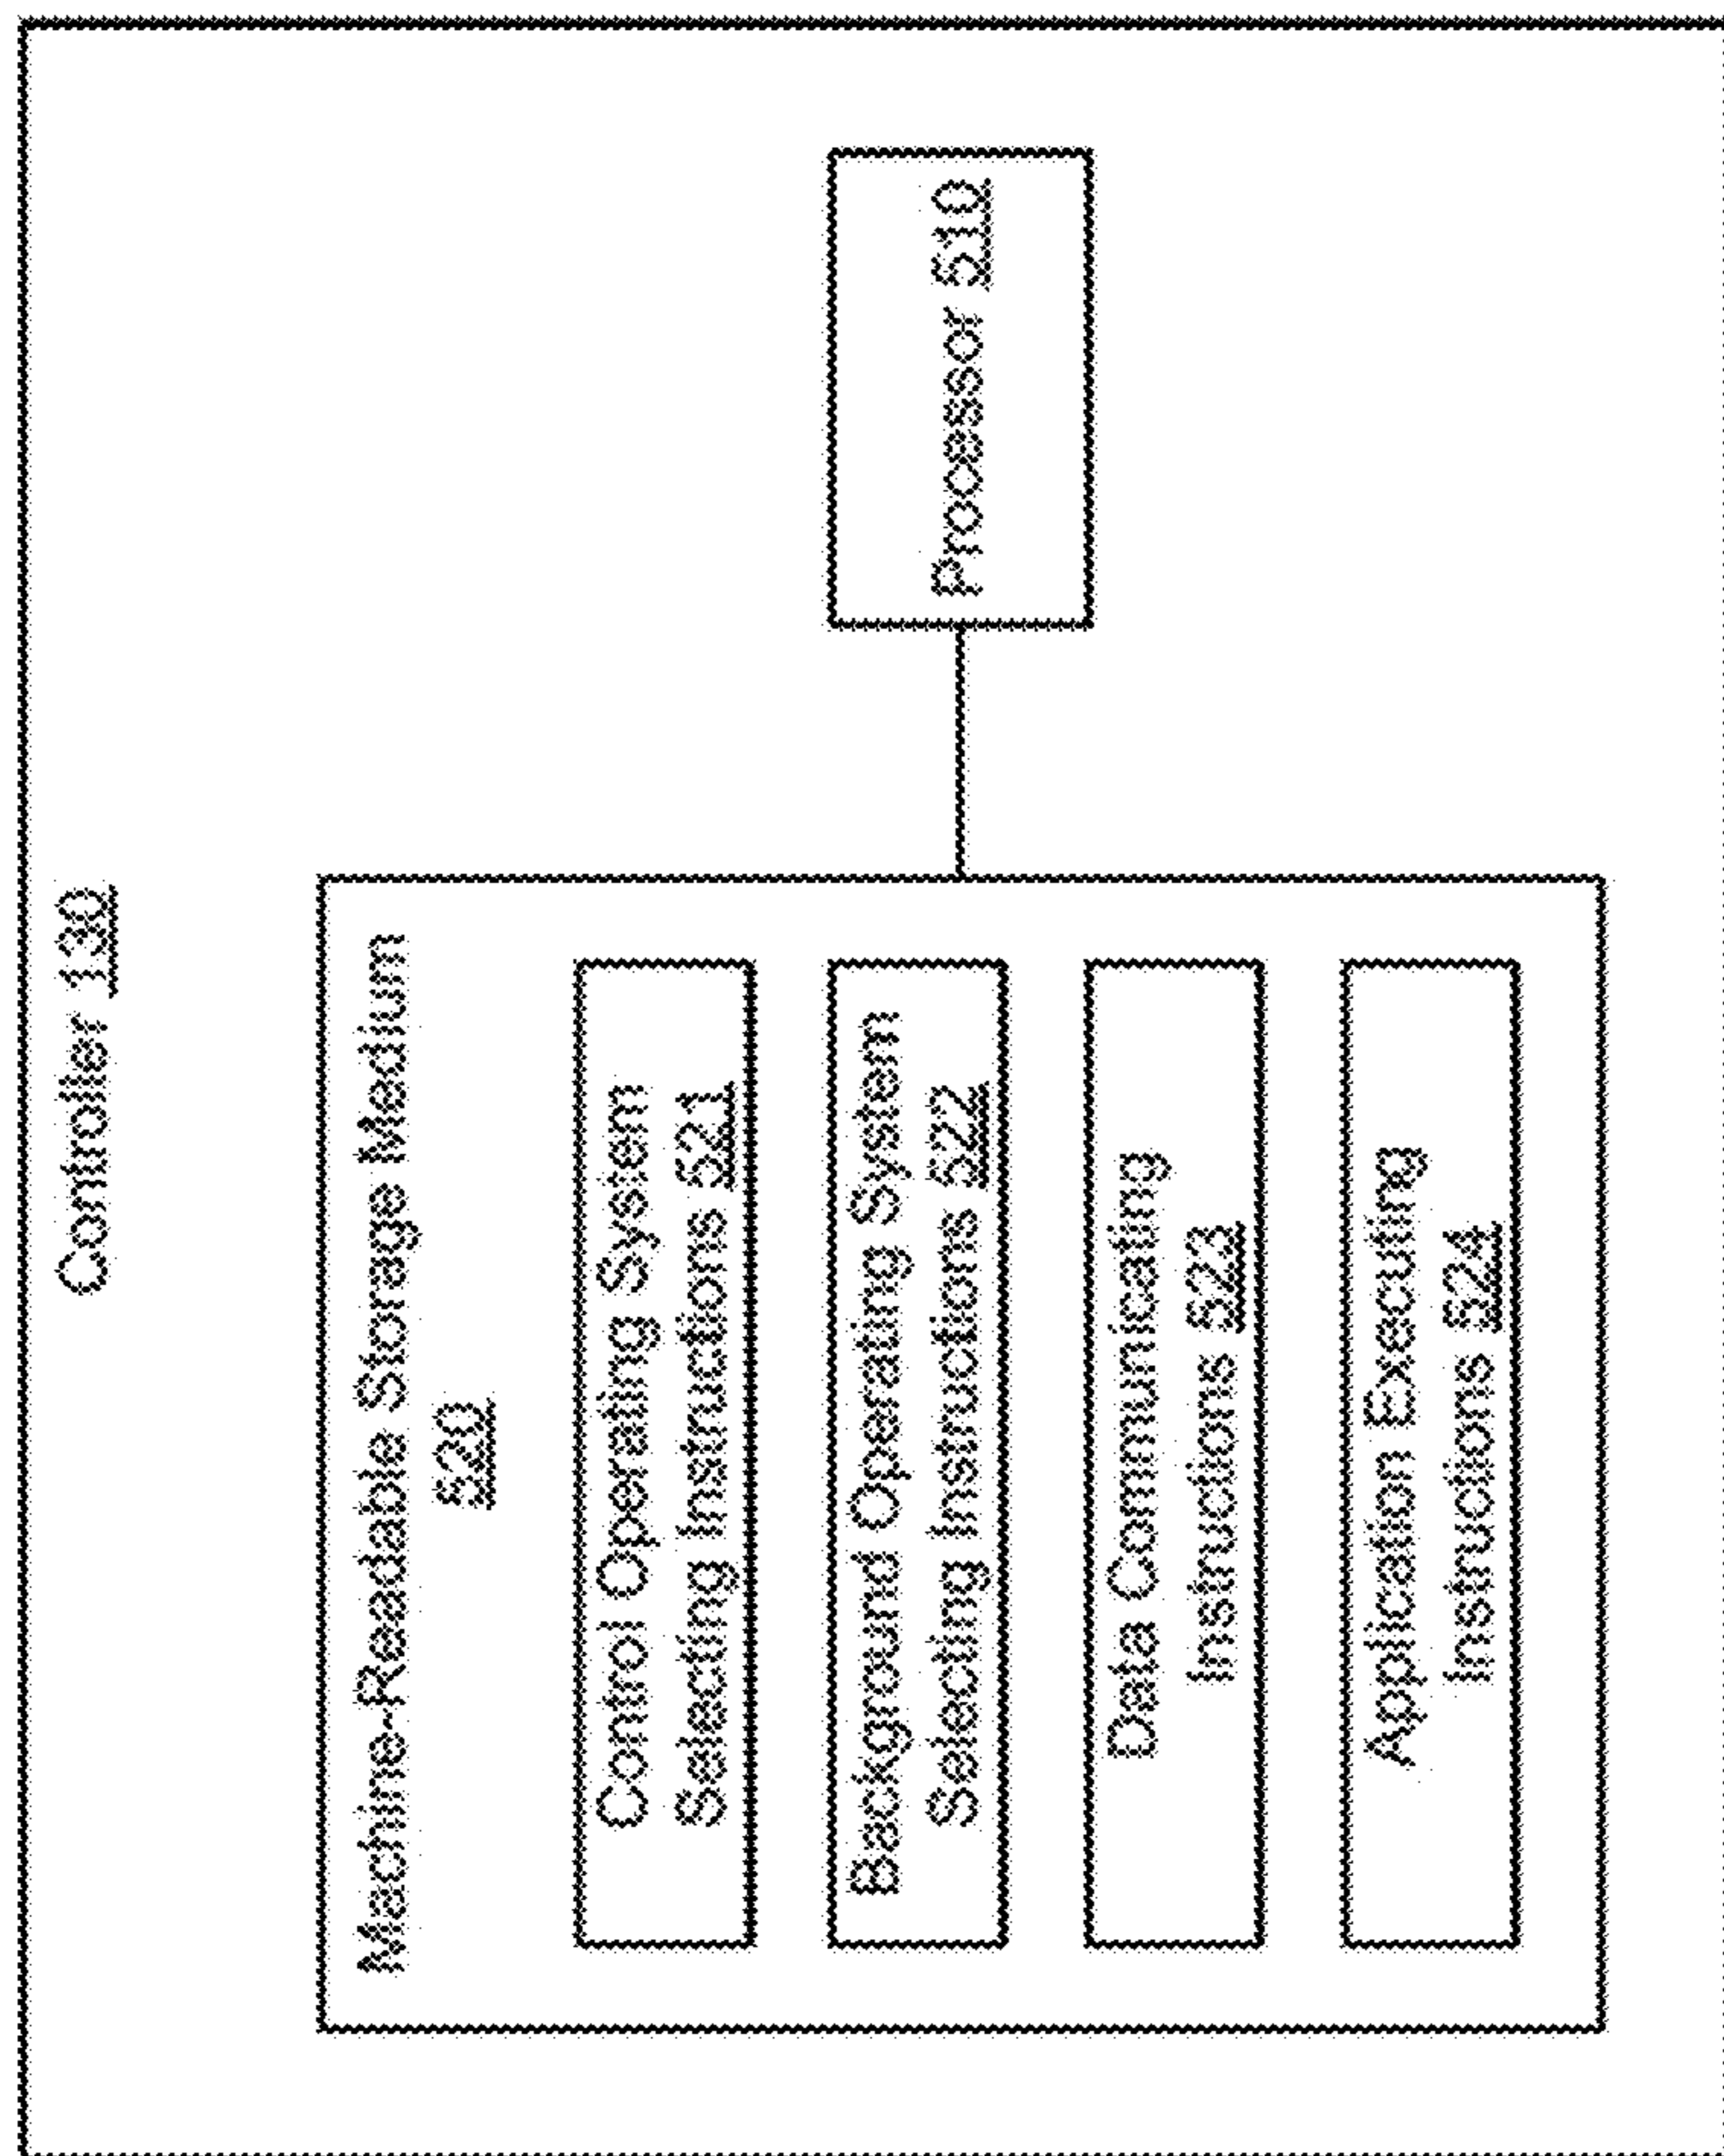 Controller 130
Machine-Readable Storage Medium
520
Control Operating System
Selecting Instructions 521
Background Operating System
Selecting Instructions 522
Data Communicating
Instructions 523
Application Executing
Instructions 524
Processor 510